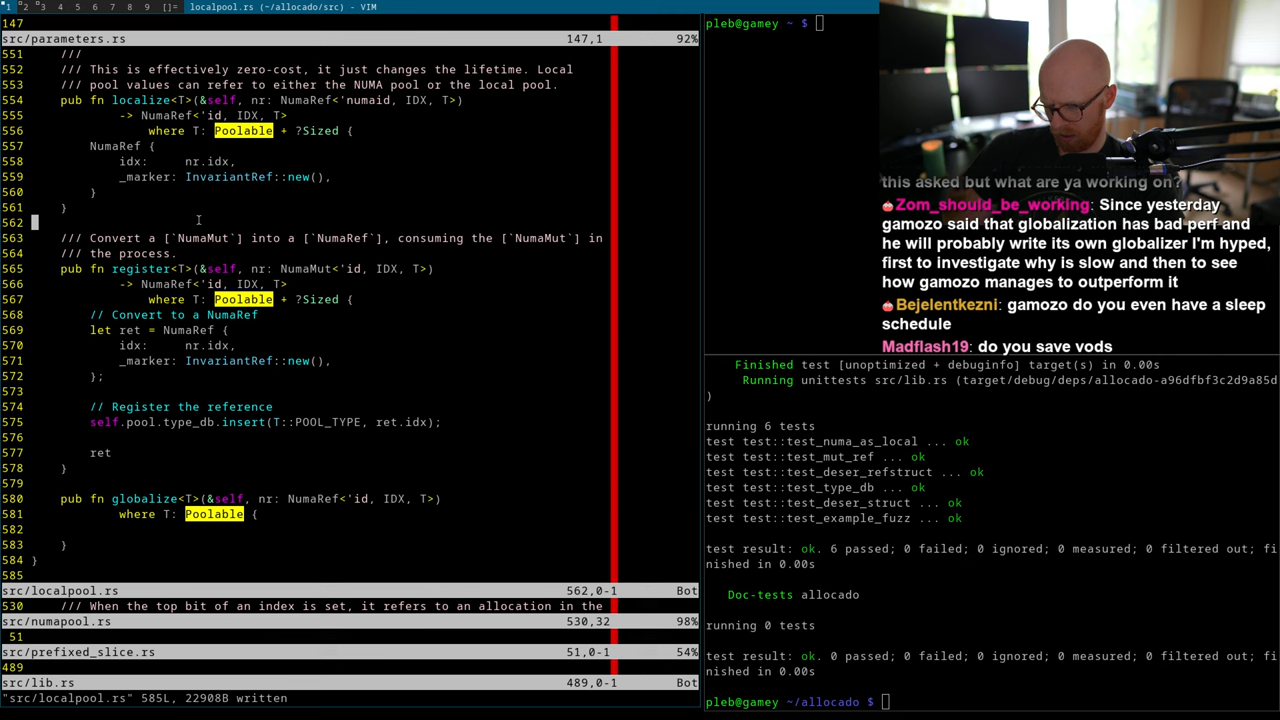 1 2 3 4 5 6 7 8 9 []= localpool.rs (~/allocado/src) - VIM
147
src/parameters.rs 147,1 92%
551 ///
552 /// This is effectively zero-cost, it just changes the lifetime. Local
553 /// pool values can refer to either the NUMA pool or the local pool.
554 pub fn localize<T>(&self, nr: NumaRef<'numaid, IDX, T>)
555 -> NumaRef<'id, IDX, T>
556 where T: Poolable + ?Sized {
557 NumaRef {
558 idx: nr.idx,
559 _marker: InvariantRef::new(),
560 }
561 }
562
563 /// Convert a [`NumaMut`] into a [`NumaRef`], consuming the [`NumaMut`] in
564 /// the process.
565 pub fn register<T>(&self, nr: NumaMut<'id, IDX, T>)
566 -> NumaRef<'id, IDX, T>
567 where T: Poolable + ?Sized {
568 // Convert to a NumaRef
569 let ret = NumaRef {
570 idx: nr.idx,
571 _marker: InvariantRef::new(),
572 };
573
574 // Register the reference
575 self.pool.type_db.insert(T::POOL_TYPE, ret.idx);
576
577 ret
578 }
579
580 pub fn globalize<T>(&self, nr: NumaRef<'id, IDX, T>)
581 where T: Poolable {
582
583 }
584 }
585
src/localpool.rs 562,0-1 Bot
530 /// When the top bit of an index is set, it refers to an allocation in the
src/numapool.rs 530,32 98%
51
src/prefixed_slice.rs 51,0-1 54%
489
src/lib.rs 489,0-1 Bot
"src/localpool.rs" 585L, 22908B written
pleb@gamey ~ $
this asked but what are ya working on?
Zom_should_be_working: Since yesterday
gamozo said that globalization has bad perf and
he will probably write its own globalizer I'm hyped,
first to investigate why is slow and then to see
how gamozo manages to outperform it
Bejelentkezni: gamozo do you even have a sleep
schedule
Madflash19: do you save vods
Finished test [unoptimized + debuginfo] target(s) in 0.00s
Running unittests src/lib.rs (target/debug/deps/allocado-a96dfbf3c2d9a85d
)
running 6 tests
test test::test_numa_as_local ... ok
test test::test_mut_ref ... ok
test test::test_deser_refstruct ... ok
test test::test_type_db ... ok
test test::test_deser_struct ... ok
test test::test_example_fuzz ... ok
test result: ok. 6 passed; 0 failed; 0 ignored; 0 measured; 0 filtered out; fi
nished in 0.00s
Doc-tests allocado
running 0 tests
test result: ok. 0 passed; 0 failed; 0 ignored; 0 measured; 0 filtered out; fi
nished in 0.00s
pleb@gamey ~/allocado $